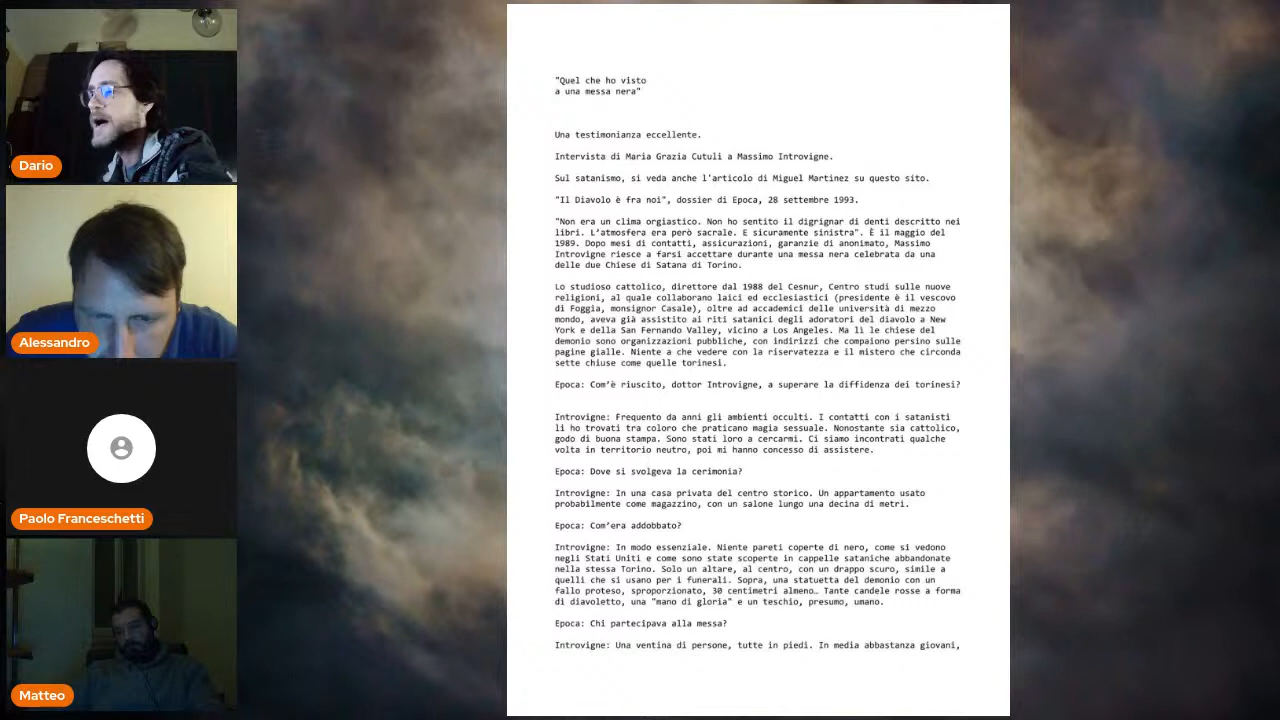 Dario
Alessandro
Paolo Franceschetti
Matteo
"Quel che ho visto
a una messa nera"
Una testimonianza eccellente.
Intervista di Maria Grazia Cutuli a Massimo Introvigne.
Sul satanismo, si veda anche l'articolo di Miguel Martinez su questo sito.
"Il Diavolo è fra noi", dossier di Epoca, 28 settembre 1993.
"Non era un clima orgiastico. Non ho sentito il digrignar di denti descritto nei
libri. L'atmosfera era però sacrale. E sicuramente sinistra". È il maggio del
1989. Dopo mesi di contatti, assicurazioni, garanzie di anonimato, Massimo
Introvigne riesce a farsi accettare durante una messa nera celebrata da una
delle due Chiese di Satana di Torino.
Lo studioso cattolico, direttore dal 1988 del Cesnur, Centro studi sulle nuove
religioni, al quale collaborano laici ed ecclesiastici (presidente è il vescovo
di Foggia, monsignor Casale), oltre ad accademici delle università di mezzo
mondo, aveva già assistito ai riti satanici degli adoratori del diavolo a New
York e della San Fernando Valley, vicino a Los Angeles. Ma lì le chiese del
demonio sono organizzazioni pubbliche, con indirizzi che compaiono persino sulle
pagine gialle. Niente a che vedere con la riservatezza e il mistero che circonda
sette chiuse come quelle torinesi.
Epoca: Com'è riuscito, dottor Introvigne, a superare la diffidenza dei torinesi?
Introvigne: Frequento da anni gli ambienti occulti. I contatti con i satanisti
li ho trovati tra coloro che praticano magia sessuale. Nonostante sia cattolico,
godo di buona stampa. Sono stati loro a cercarmi. Ci siamo incontrati qualche
volta in territorio neutro, poi mi hanno concesso di assistere.
Epoca: Dove si svolgeva la cerimonia?
Introvigne: In una casa privata del centro storico. Un appartamento usato
probabilmente come magazzino, con un salone lungo una decina di metri.
Epoca: Com'era addobbato?
Introvigne: In modo essenziale. Niente pareti coperte di nero, come si vedono
negli Stati Uniti e come sono state scoperte in cappelle sataniche abbandonate
nella stessa Torino. Solo un altare, al centro, con un drappo scuro, simile a
quelli che si usano per i funerali. Sopra, una statuetta del demonio con un
fallo proteso, sproporzionato, 30 centimetri almeno… Tante candele rosse a forma
di diavoletto, una "mano di gloria" e un teschio, presumo, umano.
Epoca: Chi partecipava alla messa?
Introvigne: Una ventina di persone, tutte in piedi. In media abbastanza giovani,